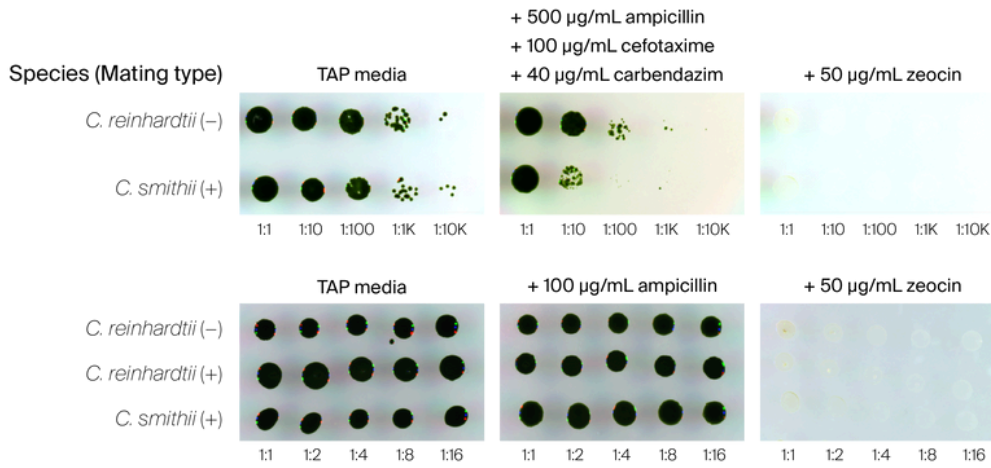 + 500 µg/mL ampicillin
+ 100 µg/mL cefotaxime
Species (Mating type) TAP media + 40 µg/mL carbendazim + 50 µg/mL zeocin
C. reinhardtii (–)
C. smithii (+)
1:1 1:10 1:100 1:1K 1:10K 1:1 1:10 1:100 1:1K 1:10K 1:1 1:10 1:100 1:1K 1:10K
TAP media + 100 µg/mL ampicillin + 50 µg/mL zeocin
C. reinhardtii (–)
C. reinhardtii (+)
C. smithii (+)
1:1 1:2 1:4 1:8 1:16 1:1 1:2 1:4 1:8 1:16 1:1 1:2 1:4 1:8 1:16